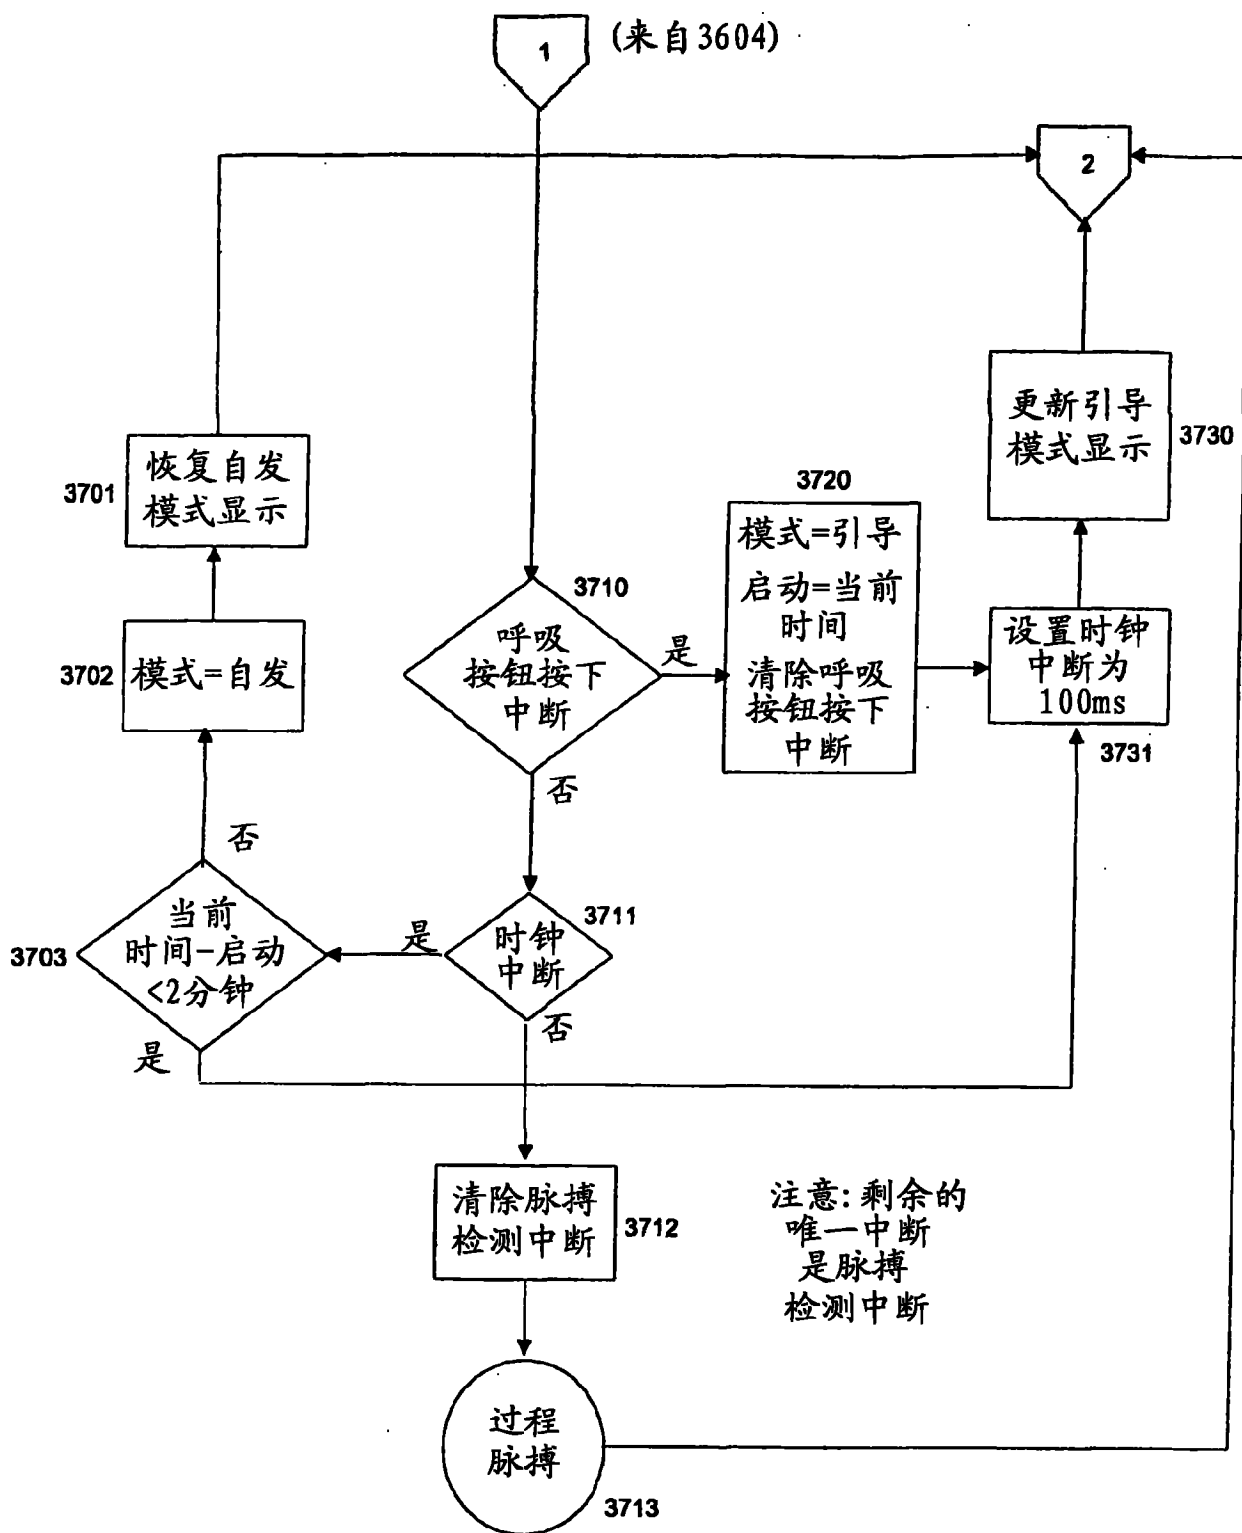 1
(来自3604)
2
更新引导
模式显示
3730
恢复自发
模式显示
3701
3720
模式=引导
启动=当前
时间
清除呼吸
按钮按下
中断
3710
呼吸
按钮按下
中断
是
设置时钟
中断为
100ms
3731
3702
模式=自发
否
否
3711
时钟
中断
是
3703
当前
时间-启动
<2分钟
否
是
清除脉搏
检测中断
3712
注意:剩余的
唯一中断
是脉搏
检测中断
过程
脉搏
3713